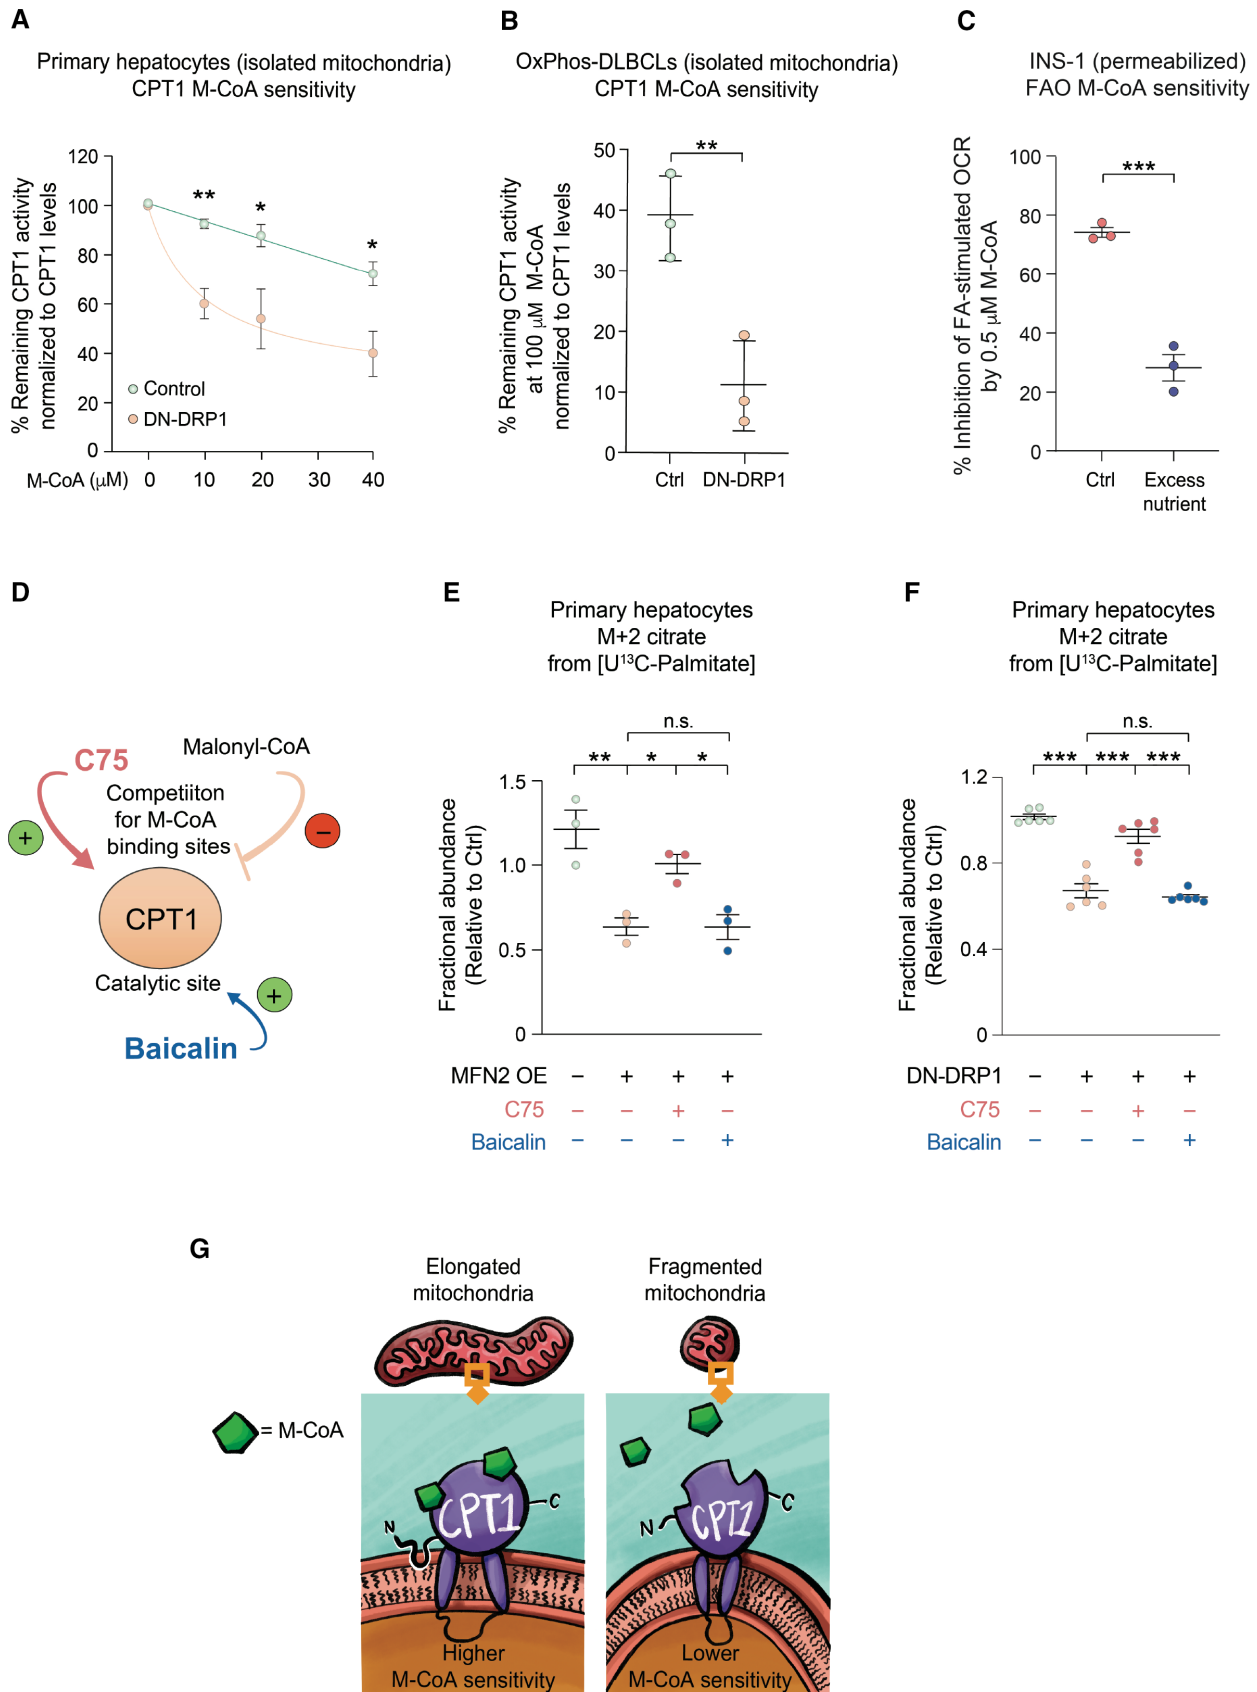 A
Primary hepatocytes (isolated mitochondria)
CPT1 M-CoA sensitivity
% Remaining CPT1 activity
normalized to CPT1 levels
120
100
80
60
40
20
0
**
*
*
Control
DN-DRP1
M-CoA (μM) 0 10 20 30 40
B
OxPhos-DLBCLs (isolated mitochondria)
CPT1 M-CoA sensitivity
% Remaining CPT1 activity
at 100 μM M-CoA
normalized to CPT1 levels
50
40
30
20
10
0
**
Ctrl DN-DRP1
C
INS-1 (permeabilized)
FAO M-CoA sensitivity
% Inhibition of FA-stimulated OCR
by 0.5 μM M-CoA
100
80
60
40
20
0
***
Ctrl Excess
nutrient
D
C75
Malonyl-CoA
Competiiton
for M-CoA
binding sites
+
−
CPT1
Catalytic site
+
Baicalin
E
Primary hepatocytes
M+2 citrate
from [U13C-Palmitate]
n.s.
** * *
Fractional abundance
(Relative to Ctrl)
1.5
1.0
0.5
0
MFN2 OE − + + +
C75 − − + −
Baicalin − − − +
F
Primary hepatocytes
M+2 citrate
from [U13C-Palmitate]
n.s.
*** *** ***
Fractional abundance
(Relative to Ctrl)
1.2
0.8
0.4
0
DN-DRP1 − + + +
C75 − − + −
Baicalin − − − +
G
Elongated
mitochondria
Fragmented
mitochondria
= M-CoA
CPT1
N
C
Higher
M-CoA sensitivity
CPT1
N
C
Lower
M-CoA sensitivity